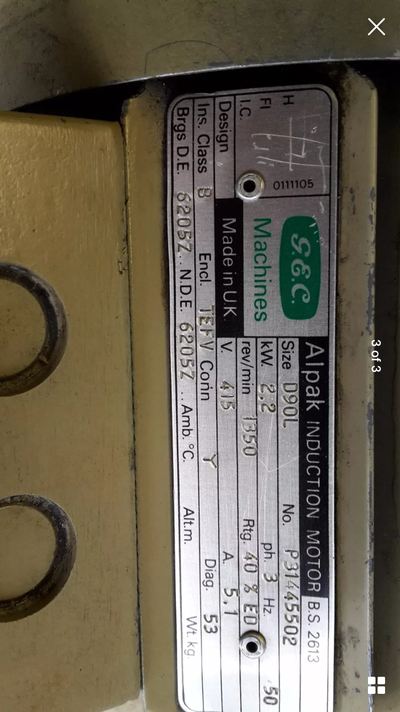 Alpak INDUCTION MOTOR B.S. 2613
G.E.C.
Machines
Made in U.K.
0111105
Size D90L No. P31445502
kW. 2,2 ph 3 Hz 50
rev/min 1350 Rtg. 40 % ED
V. 415 A. 5,1
H
Fl
I.C.
Design
Ins. Class B Encl. TEFV Conn Y Diag. 53
Brgs D.E. 6205Z N.D.E. 6205Z Amb. °C. Alt.m. Wt.kg.
3 of 3